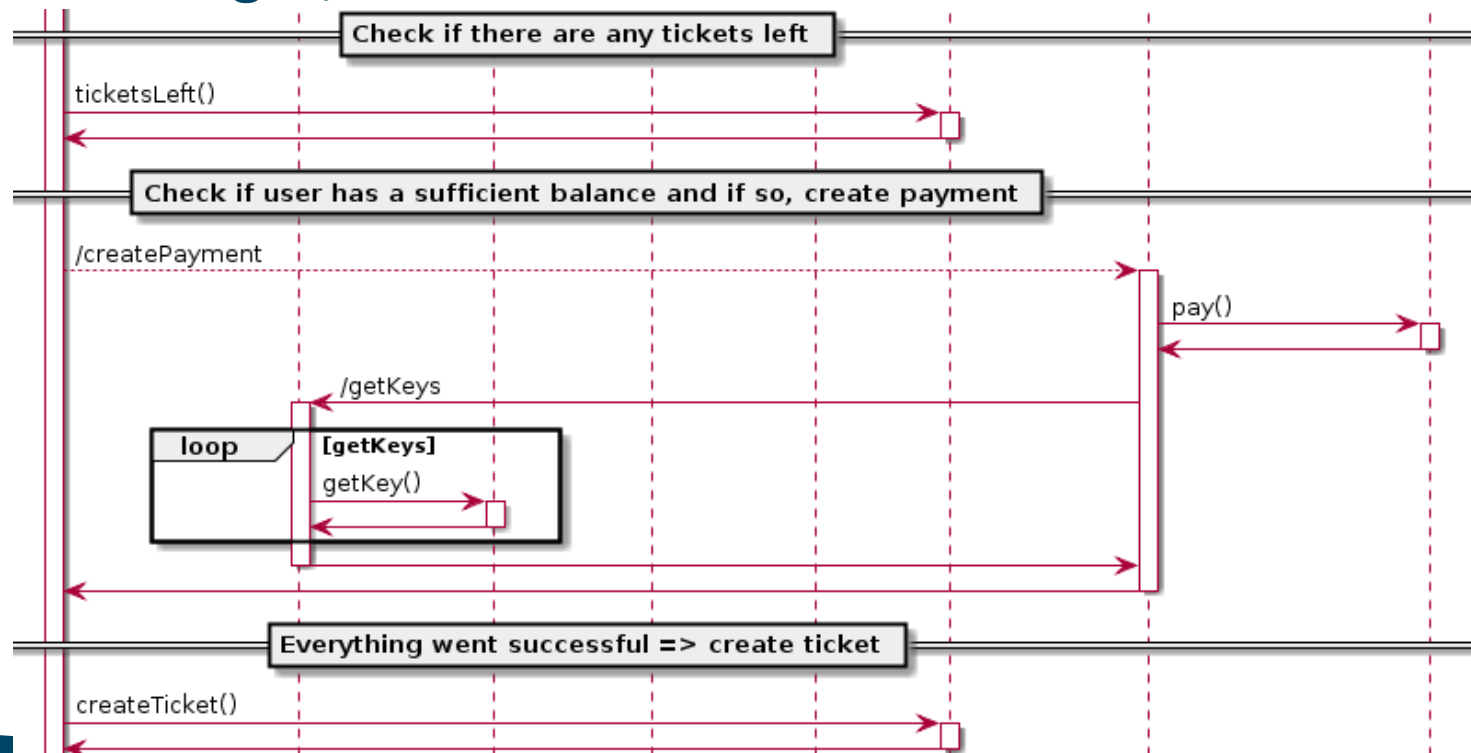 Check if there are any tickets left
ticketsLeft()
Check if user has a sufficient balance and if so, create payment
/createPayment
pay()
/getKeys
loop [getKeys]
getKey()
Everything went successful => create ticket
createTicket()